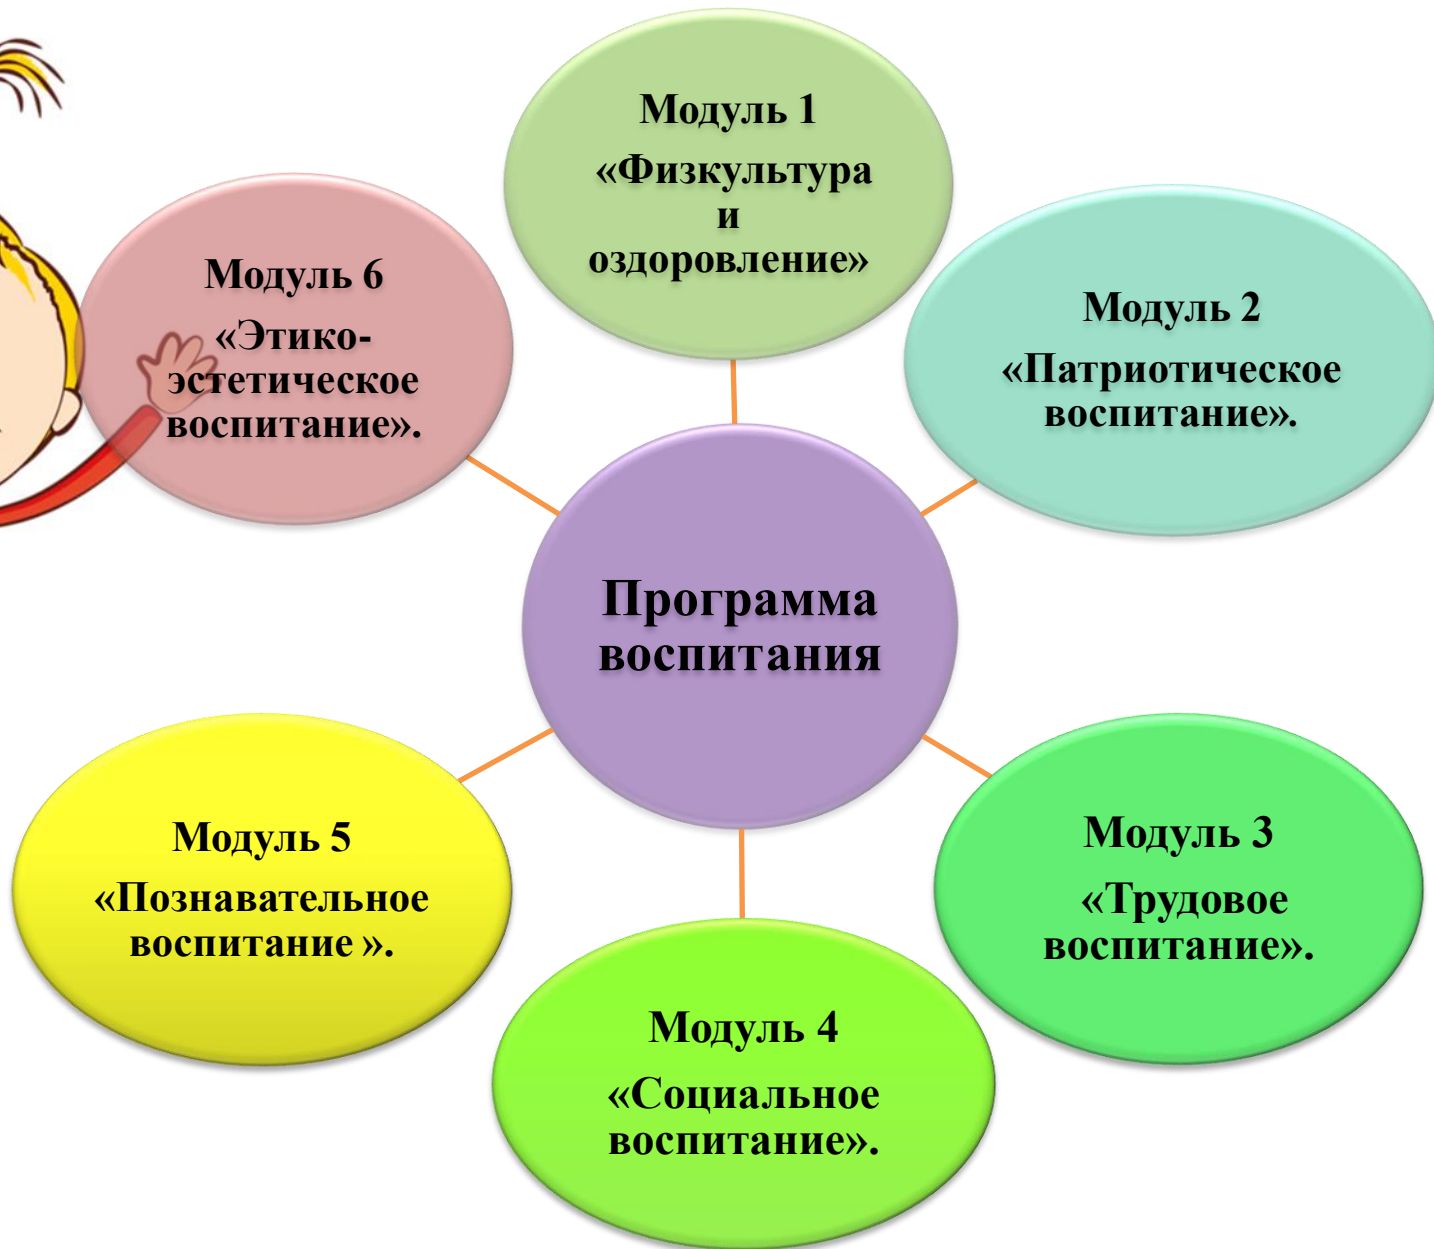 Модуль 1
«Физкультура
и
оздоровление»
Модуль 2
«Патриотическое
воспитание».
Модуль 3
«Трудовое
воспитание».
Модуль 4
«Социальное
воспитание».
Модуль 5
«Познавательное
воспитание ».
Модуль 6
«Этико-
эстетическое
воспитание».
Программа
воспитания